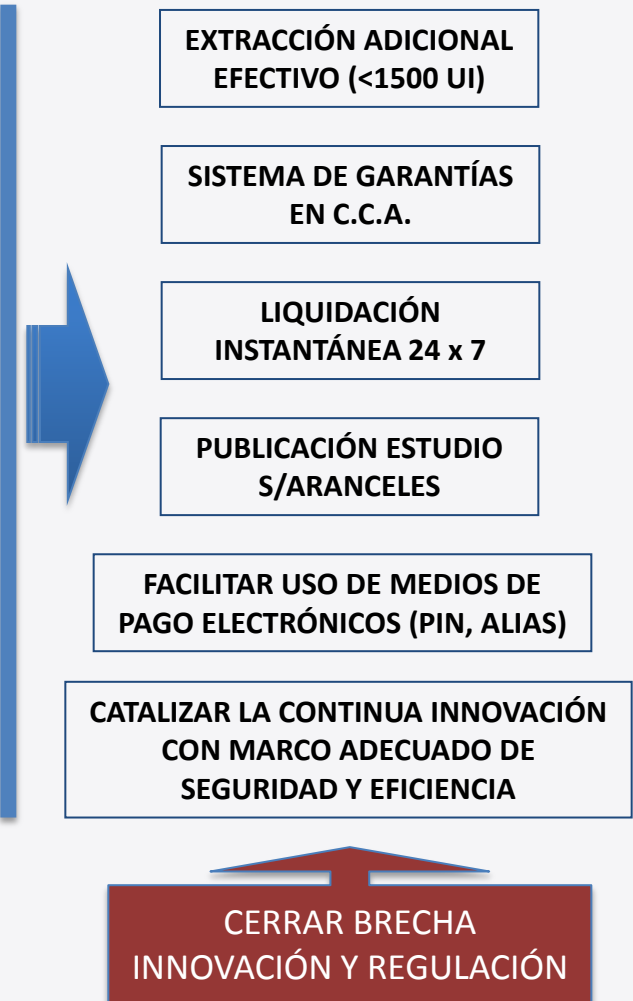 EXTRACCIÓN ADICIONAL
EFECTIVO (<1500 UI)
SISTEMA DE GARANTÍAS
EN C.C.A.
LIQUIDACIÓN
INSTANTÁNEA 24 x 7
PUBLICACIÓN ESTUDIO
S/ARANCELES
FACILITAR USO DE MEDIOS DE
PAGO ELECTRÓNICOS (PIN, ALIAS)
CATALIZAR LA CONTINUA INNOVACIÓN
CON MARCO ADECUADO DE
SEGURIDAD Y EFICIENCIA
CERRAR BRECHA
INNOVACIÓN Y REGULACIÓN